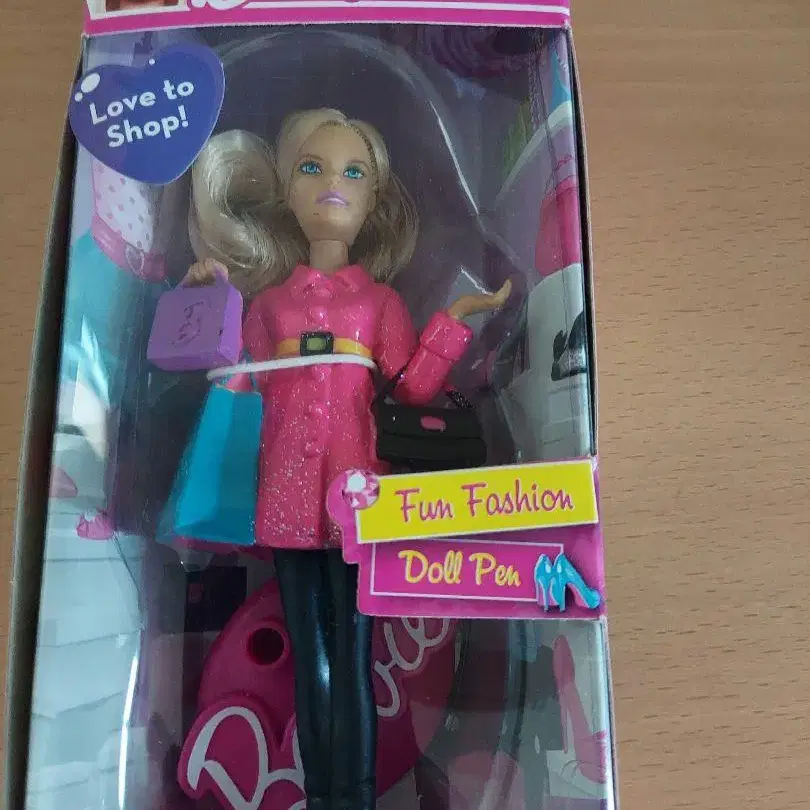 Love to
Shop!
Fun Fashion
Doll Pen